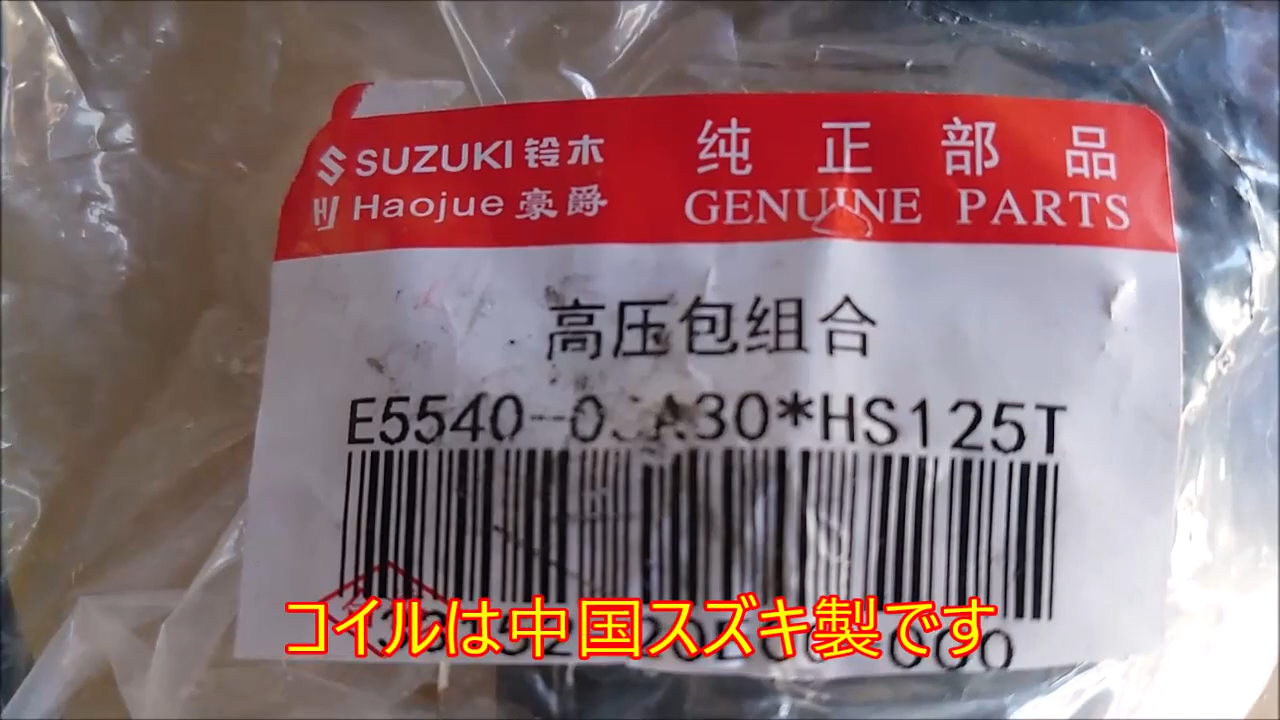 SUZUKI 铃木
Haojue 豪爵
纯正部品
GENUINE PARTS
高压包组合
A30*HS125T
コイルは中国スズキ製です